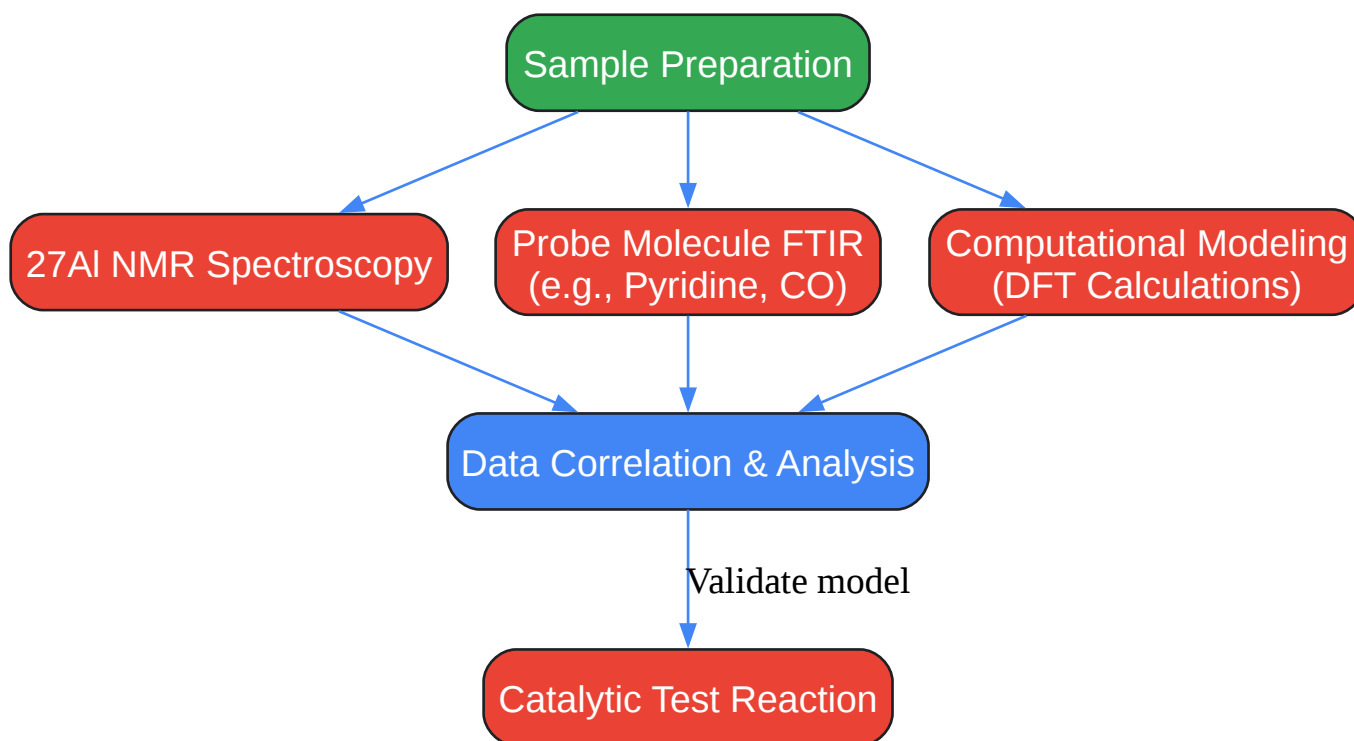 Sample Preparation
27Al NMR Spectroscopy
Probe Molecule FTIR
(e.g., Pyridine, CO)
Computational Modeling
(DFT Calculations)
Data Correlation & Analysis
Validate model
Catalytic Test Reaction